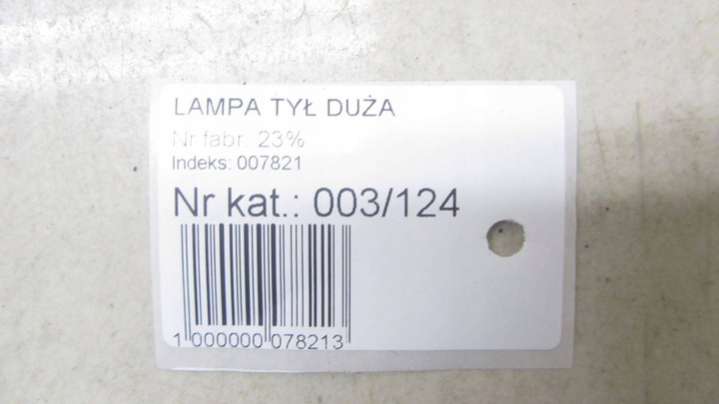 LAMPA TYŁ DUŻA
Nr fabr. 23%
Indeks: 007821
Nr kat.: 003/124
1 000000 078213